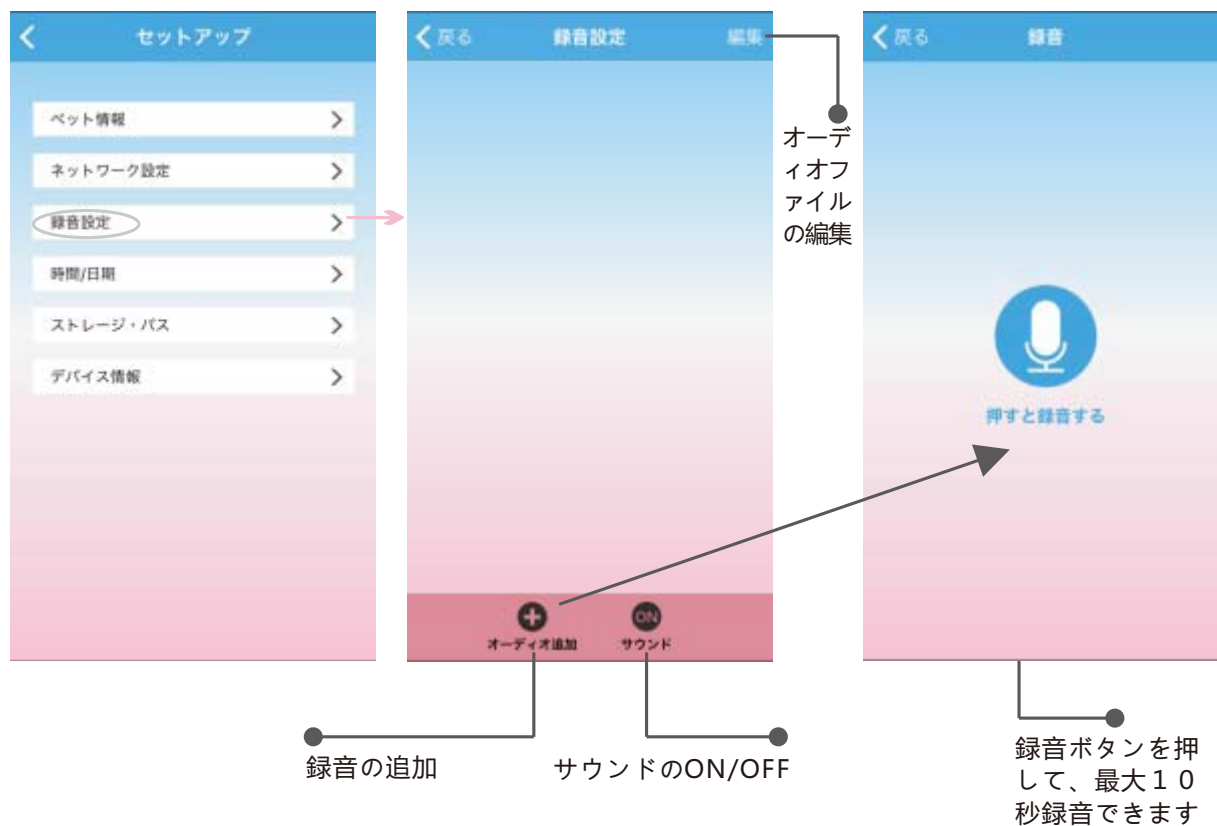 セットアップ
ペット情報
ネットワーク設定
録音設定
時間/日期
ストレージ・パス
デバイス情報
戻る
録音設定
編集
オーデ
ィオフ
ァイル
の編集
オーディオ追加
サウンド
ON
録音の追加
サウンドのON/OFF
戻る
録音
押すと録音する
録音ボタンを押
して、最大１０
秒録音できます